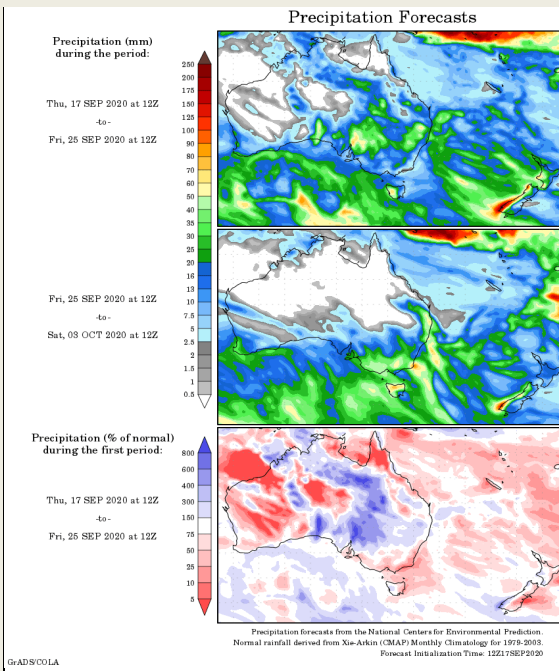 Precipitation Forecasts
Precipitation (mm)
during the period:
Thu, 17 SEP 2020 at 12Z
-to-
Fri, 25 SEP 2020 at 12Z
250
200
175
150
125
100
90
80
70
60
50
40
35
30
25
20
16
13
10
7.5
5
2.5
2
1.5
1
0.5
Fri, 25 SEP 2020 at 12Z
-to-
Sat, 03 OCT 2020 at 12Z
Precipitation (% of normal)
during the first period:
Thu, 17 SEP 2020 at 12Z
-to-
Fri, 25 SEP 2020 at 12Z
800
600
400
300
150
75
50
25
10
5
Precipitation forecasts from the National Centers for Environmental Prediction.
Normal rainfall derived from Xie-Arkin (CMAP) Monthly Climatology for 1979-2003.
Forecast Initialization Time: 12Z17SEP2020
GrADS/COLA